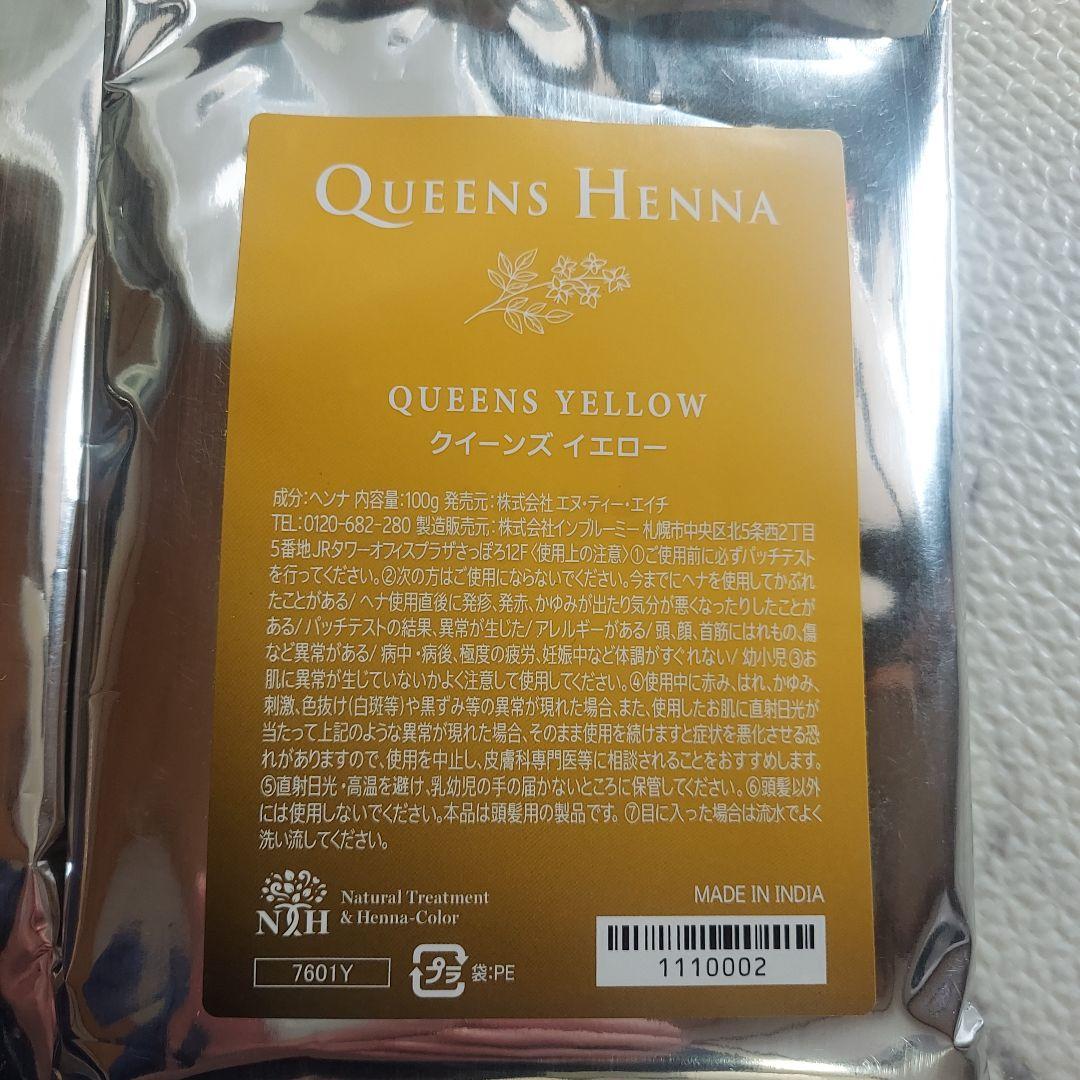 QUEENS HENNA
QUEENS YELLOW
クイーンズ イエロー
成分:ヘンナ 内容量:100g 発売元:株式会社 エヌ・ティー・エイチ
TEL:0120-682-280 製造販売元:株式会社インブルーミー 札幌市中央区北5条西2丁目
5番地 JRタワーオフィスプラザさっぽろ12F〈使用上の注意〉①ご使用前に必ずパッチテスト
を行ってください。②次の方はご使用にならないでください。今までにヘナを使用してかぶれ
たことがある/ ヘナ使用直後に発疹、発赤、かゆみが出たり気分が悪くなったりしたことが
ある/ パッチテストの結果、異常が生じた/ アレルギーがある/ 頭、顔、首筋にはれもの、傷
など異常がある/ 病中・病後、極度の疲労、妊娠中など体調がすぐれない/ 幼小児 ③お
肌に異常が生じていないかよく注意して使用してください。④使用中に赤み、はれ、かゆみ、
刺激、色抜け(白斑等)や黒ずみ等の異常が現れた場合、また、使用したお肌に直射日光が
当たって上記のような異常が現れた場合、そのまま使用を続けますと症状を悪化させる恐
れがありますので、使用を中止し、皮膚科専門医等に相談されることをおすすめします。
⑤直射日光・高温を避け、乳幼児の手の届かないところに保管してください。⑥頭髪以外
には使用しないでください。本品は頭髪用の製品です。⑦目に入った場合は流水でよく
洗い流してください。
NTH
Natural Treatment
& Henna-Color
MADE IN INDIA
7601Y
プラ 袋:PE
1110002